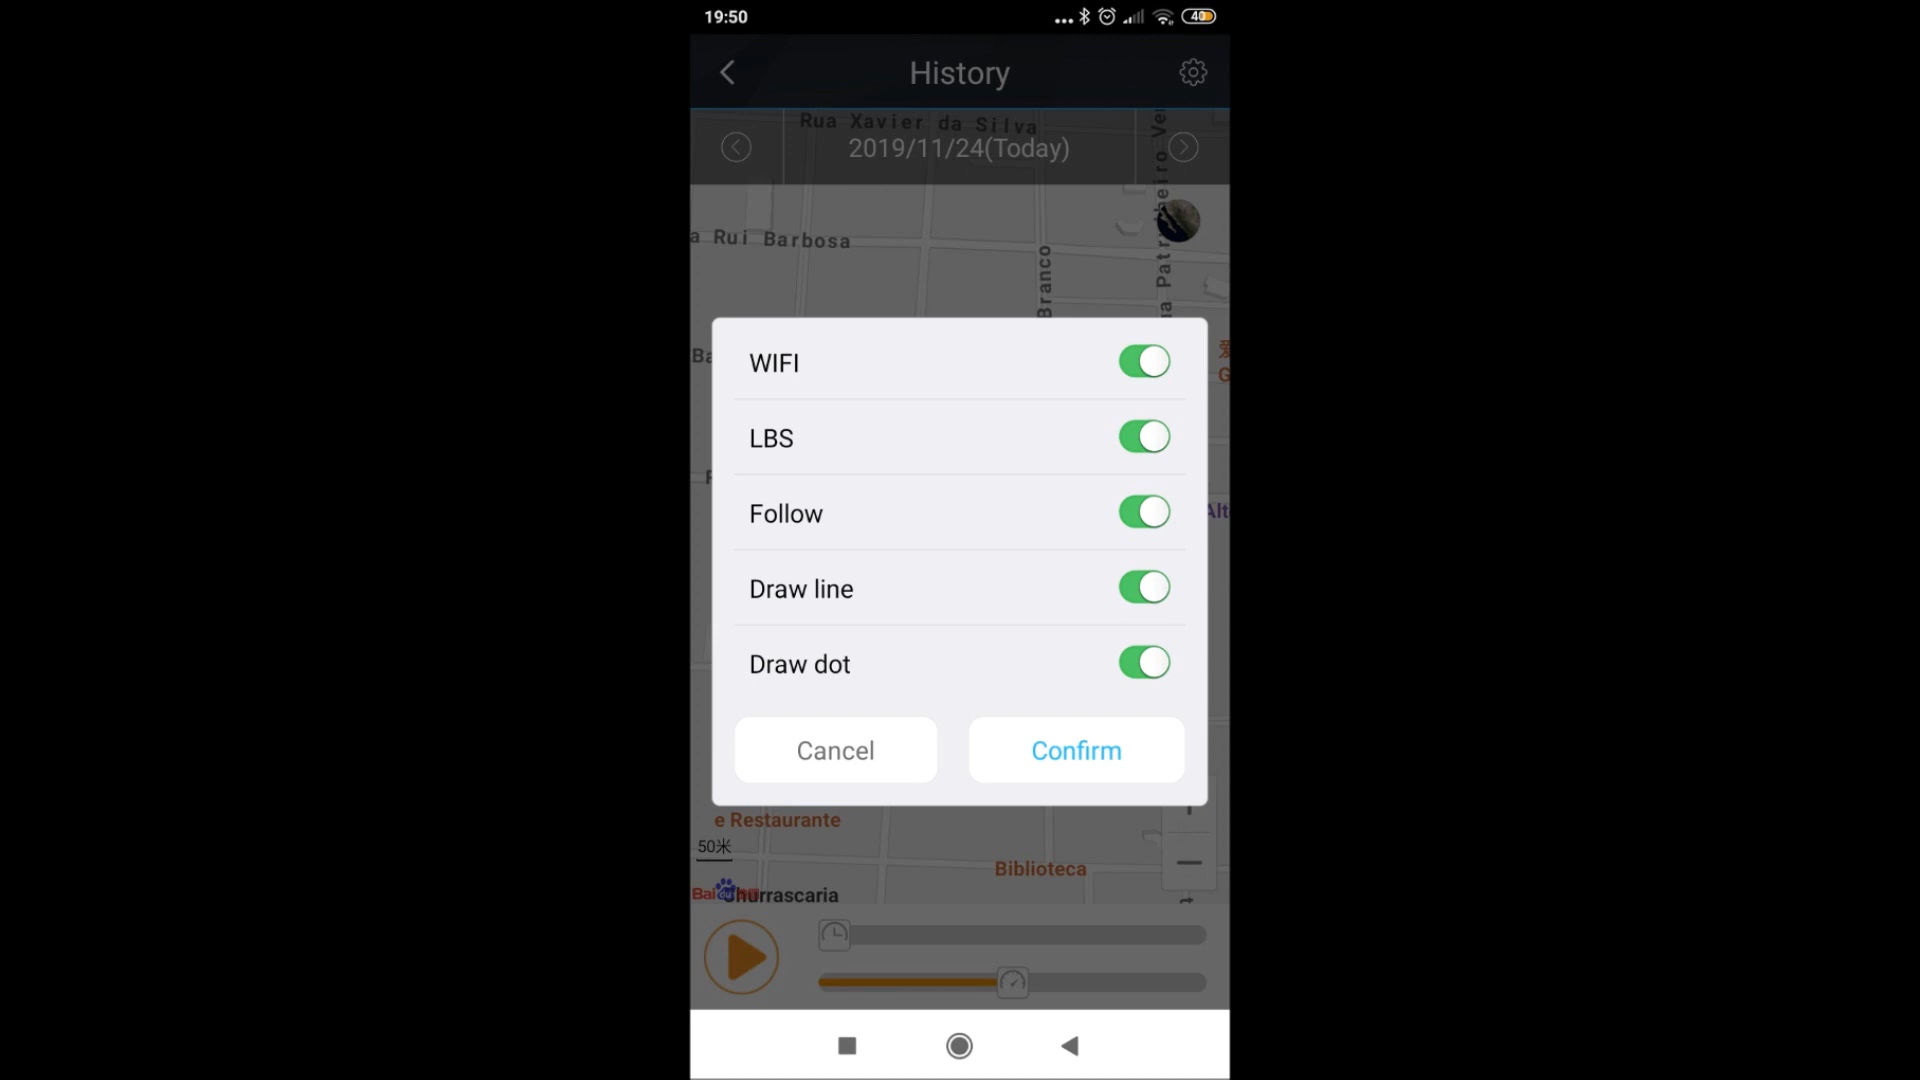 19:50
40
History
Rua Xavier da Silva
2019/11/24(Today)
a Rui Barbosa
Branco
WIFI
LBS
Follow
Draw line
Draw dot
Cancel
Confirm
e Restaurante
50米
Biblioteca
Churrascaria